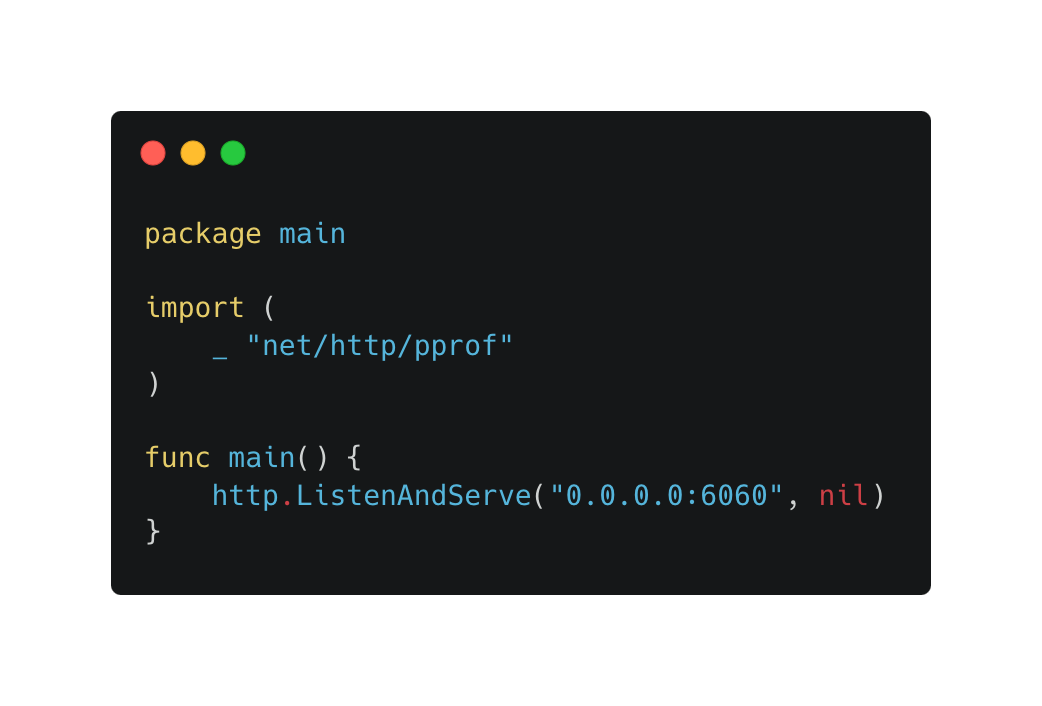 package main
import (
    _ "net/http/pprof"
)
func main() {
    http.ListenAndServe("0.0.0.0:6060", nil)
}